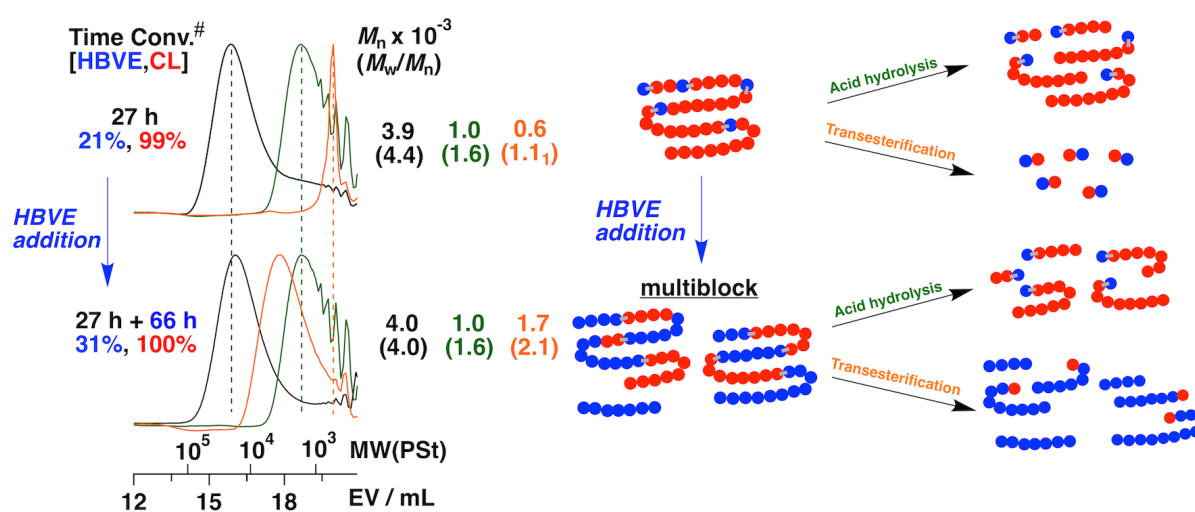 Time Conv.#
[HBVE,CL]
Mn x 10-3
(Mw/Mn)
27 h
21%, 99%
3.9 1.0 0.6
(4.4) (1.6) (1.11)
HBVE
addition
27 h + 66 h
31%, 100%
4.0 1.0 1.7
(4.0) (1.6) (2.1)
105 104 103 MW(PSt)
12 15 18 EV / mL
Acid hydrolysis
Transesterification
HBVE
addition
multiblock
Acid hydrolysis
Transesterification